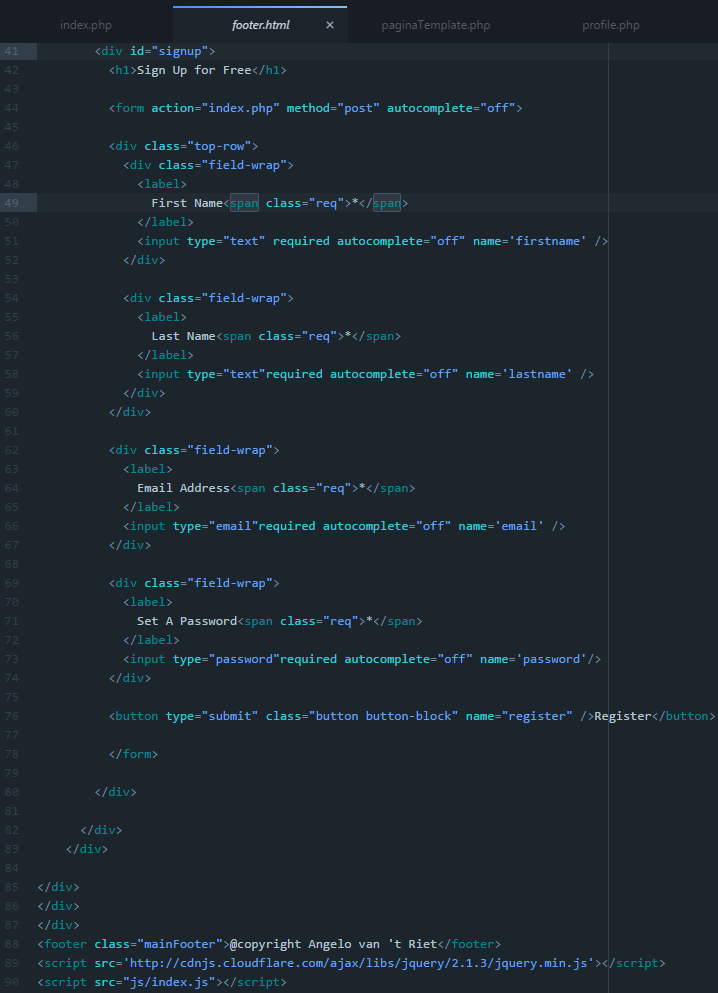 index.php footer.html × paginaTemplate.php profile.php
41 <div id="signup">
42 <h1>Sign Up for Free</h1>
43
44 <form action="index.php" method="post" autocomplete="off">
45
46 <div class="top-row">
47 <div class="field-wrap">
48 <label>
49 First Name<span class="req">*</span>
50 </label>
51 <input type="text" required autocomplete="off" name='firstname' />
52 </div>
53
54 <div class="field-wrap">
55 <label>
56 Last Name<span class="req">*</span>
57 </label>
58 <input type="text"required autocomplete="off" name='lastname' />
59 </div>
60 </div>
61
62 <div class="field-wrap">
63 <label>
64 Email Address<span class="req">*</span>
65 </label>
66 <input type="email"required autocomplete="off" name='email' />
67 </div>
68
69 <div class="field-wrap">
70 <label>
71 Set A Password<span class="req">*</span>
72 </label>
73 <input type="password"required autocomplete="off" name='password'/>
74 </div>
75
76 <button type="submit" class="button button-block" name="register" />Register</button>
77
78 </form>
79
80 </div>
81
82 </div>
83 </div>
84
85 </div>
86 </div>
87 </div>
88 <footer class="mainFooter">@copyright Angelo van 't Riet</footer>
89 <script src='http://cdnjs.cloudflare.com/ajax/libs/jquery/2.1.3/jquery.min.js'></script>
90 <script src="js/index.js"></script>